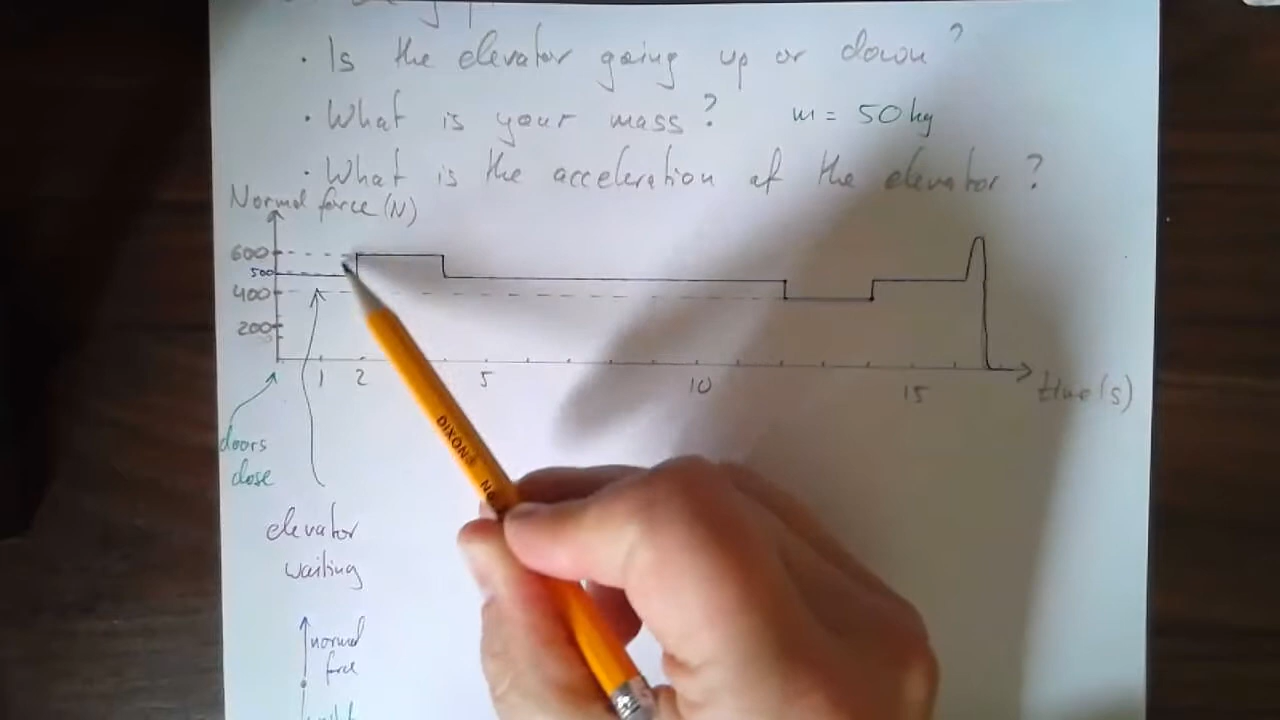 · Is the elevator going up or down?
· What is your mass? m = 50 kg
· What is the acceleration of the elevator?
Normal force (N)
600
500
400
200
1 2 5 10 15 time(s)
doors
close
DIXON No
elevator
waiting
normal
force